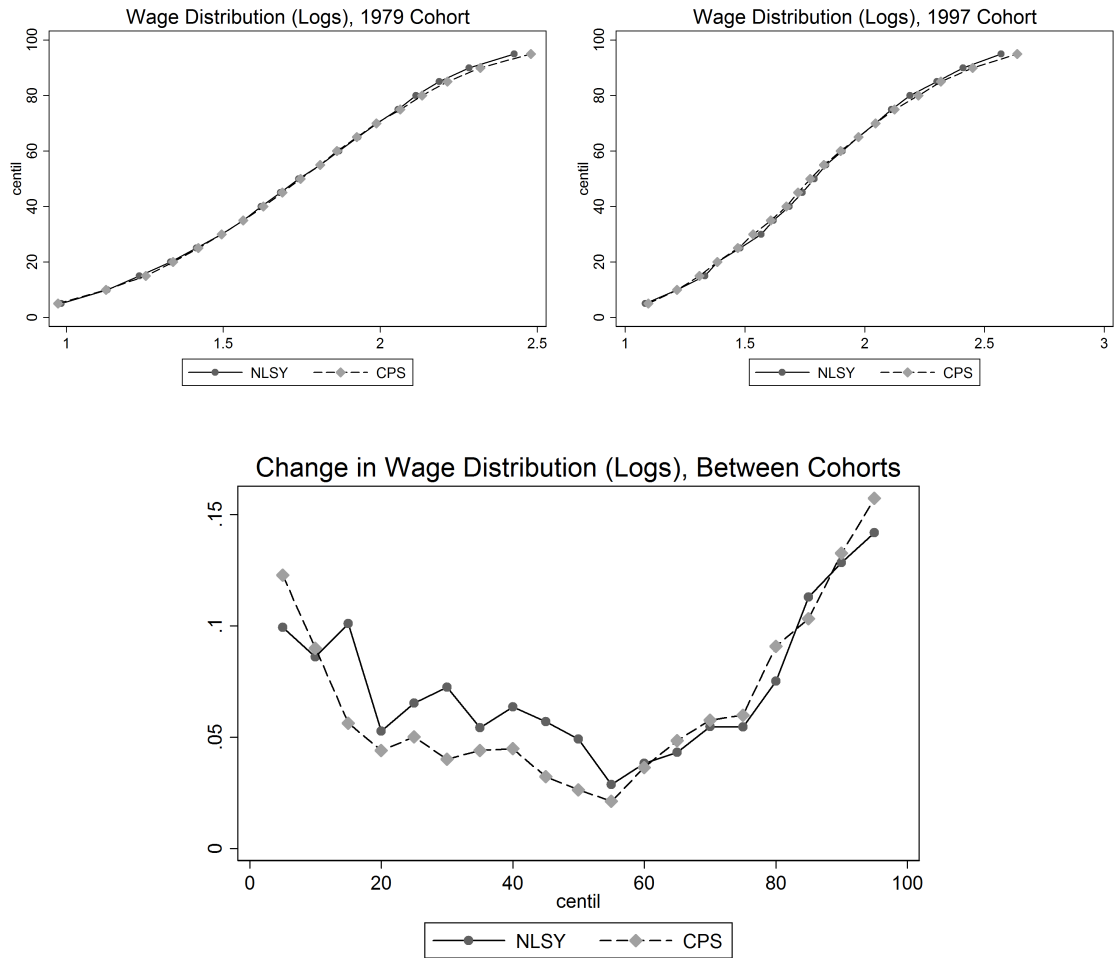 Wage Distribution (Logs), 1979 Cohort
centil
0
20
40
60
80
100
1
1.5
2
2.5
NLSY
CPS
Wage Distribution (Logs), 1997 Cohort
centil
0
20
40
60
80
100
1
1.5
2
2.5
3
NLSY
CPS
Change in Wage Distribution (Logs), Between Cohorts
0
.05
.1
.15
0
20
40
60
80
100
centil
NLSY
CPS